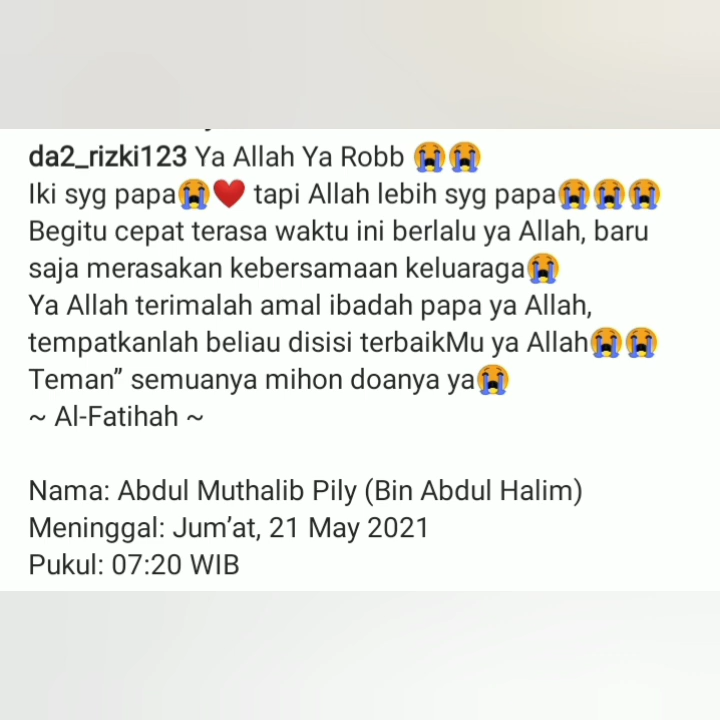 da2_rizki123 Ya Allah Ya Robb 😭😭
Iki syg papa😭❤️ tapi Allah lebih syg papa😭😭😭
Begitu cepat terasa waktu ini berlalu ya Allah, baru
saja merasakan kebersamaan keluaraga😭
Ya Allah terimalah amal ibadah papa ya Allah,
tempatkanlah beliau disisi terbaikMu ya Allah😭😭
Teman” semuanya mihon doanya ya😭
~ Al-Fatihah ~
Nama: Abdul Muthalib Pily (Bin Abdul Halim)
Meninggal: Jum’at, 21 May 2021
Pukul: 07:20 WIB